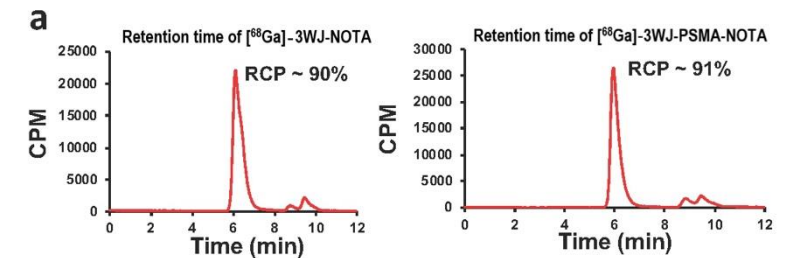 a
Retention time of [⁶⁸Ga]-3WJ-NOTA
25000
20000
15000
10000
5000
0
CPM
RCP ~ 90%
0 2 4 6 8 10 12
Time (min)
Retention time of [⁶⁸Ga]-3WJ-PSMA-NOTA
30000
25000
20000
15000
10000
5000
0
CPM
RCP ~ 91%
0 2 4 6 8 10 12
Time (min)